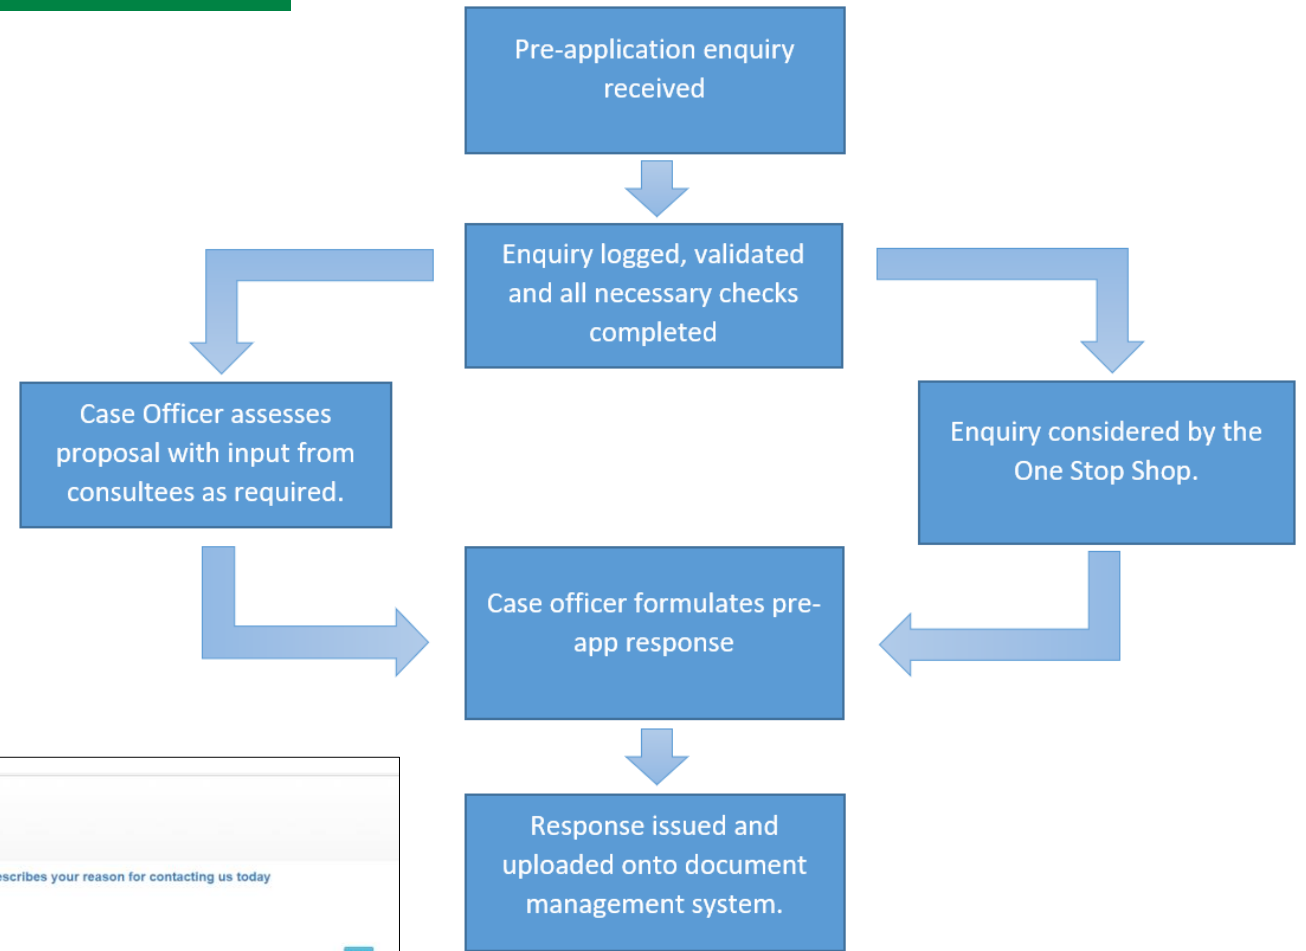 Pre-application enquiry
received
Enquiry logged, validated
and all necessary checks
completed
Case Officer assesses
proposal with input from
consultees as required.
Enquiry considered by the
One Stop Shop.
Case officer formulates pre-
app response
Response issued and
uploaded onto document
management system.
escribes your reason for contacting us today